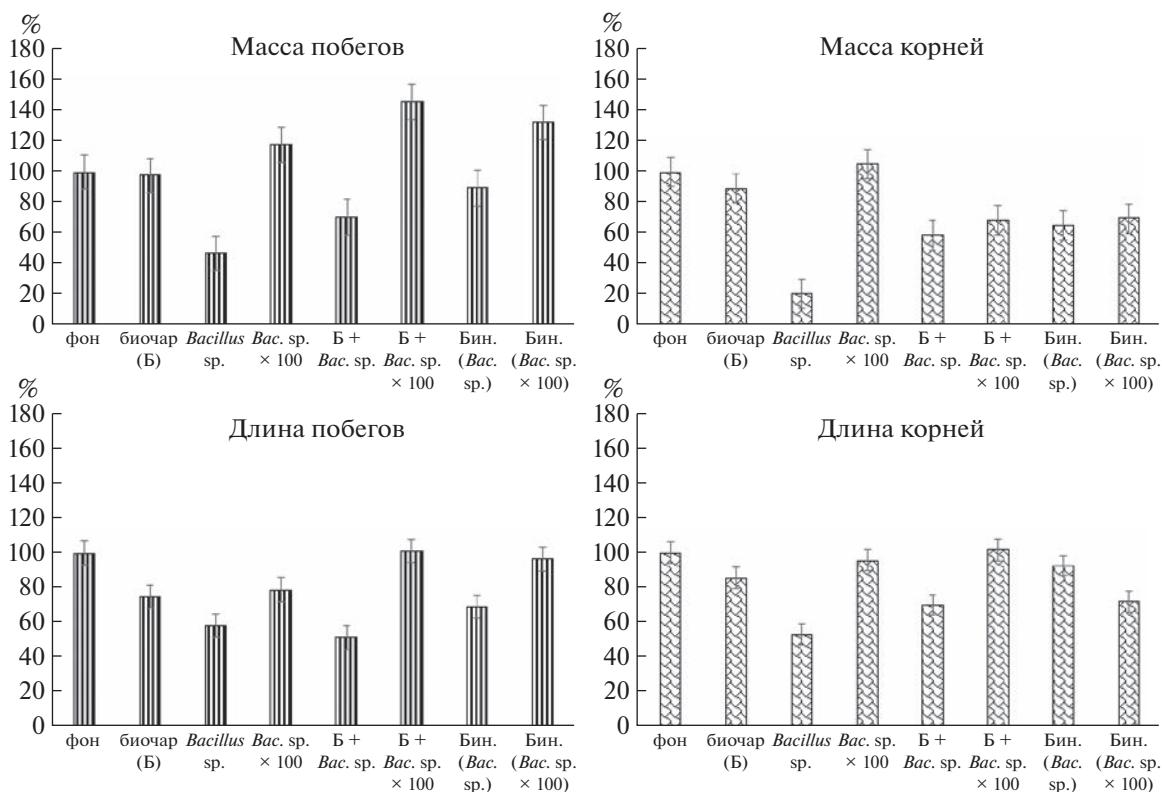 %
Масса побегов
180
160
140
120
100
80
60
40
20
0
фон биочар Bacillus Bac. sp. Б + Б + Бин. Бин.
(Б) sp. × 100 Bac. sp. Bac. sp. (Bac. (Bac. sp.
× 100 sp.) × 100)
%
Масса корней
180
160
140
120
100
80
60
40
20
0
фон биочар Bacillus Bac. sp. Б + Б + Бин. Бин.
(Б) sp. × 100 Bac. sp. Bac. sp. (Bac. (Bac. sp.
× 100 sp.) × 100)
%
Длина побегов
180
160
140
120
100
80
60
40
20
0
фон биочар Bacillus Bac. sp. Б + Б + Бин. Бин.
(Б) sp. × 100 Bac. sp. Bac. sp. (Bac. (Bac. sp.
× 100 sp.) × 100)
%
Длина корней
180
160
140
120
100
80
60
40
20
0
фон биочар Bacillus Bac. sp. Б + Б + Бин. Бин.
(Б) sp. × 100 Bac. sp. Bac. sp. (Bac. (Bac. sp.
× 100 sp.) × 100)